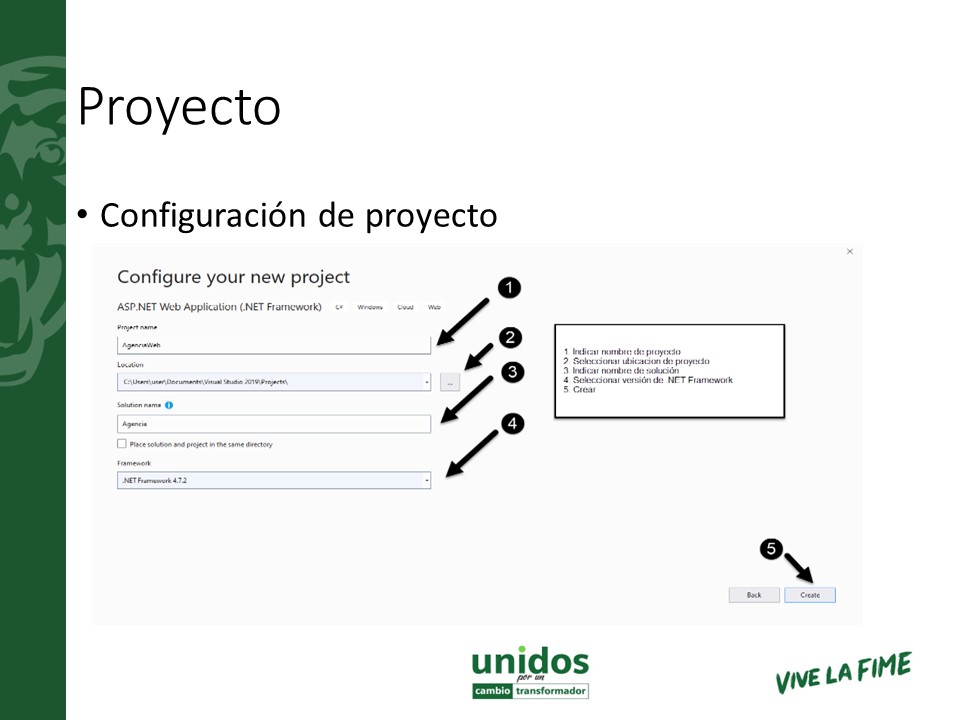 Proyecto
• Configuración de proyecto
Configure your new project
ASP.NET Web Application (.NET Framework) C# Windows Cloud Web
Project name
AgenciaWeb
Location
C:\Users\user\Documents\Visual Studio 2019\Projects\
...
Solution name
Agencia
Place solution and project in the same directory
Framework
.NET Framework 4.7.2
1
2
3
4
1. Indicar nombre de proyecto
2. Seleccionar ubicacion de proyecto
3. Indicar nombre de solución
4. Seleccionar versión de .NET Framework
5. Crear
5
Back Create
unidos
por un
cambio transformador
VIVE LA FIME